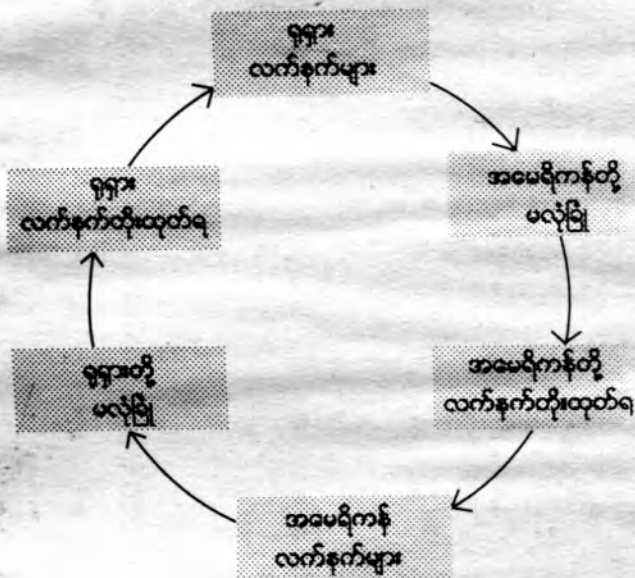 ရုရှား
လက်နက်များ
အမေရိကန်တို့
မလုံခြုံ
အမေရိကန်တို့
လက်နက်တိုးထုတ်ရ
အမေရိကန်
လက်နက်များ
ရုရှားတို့
မလုံခြုံ
ရုရှား
လက်နက်တိုးထုတ်ရ